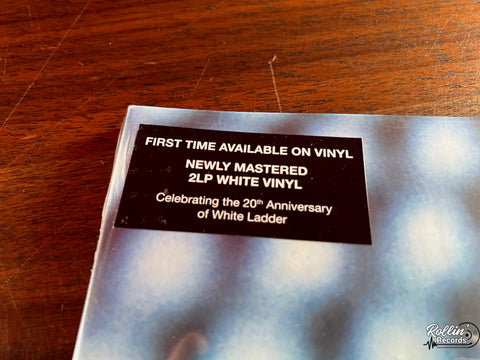 FIRST TIME AVAILABLE ON VINYL
NEWLY MASTERED
2LP WHITE VINYL
Celebrating the 20th Anniversary
of White Ladder
Rollin'
Records